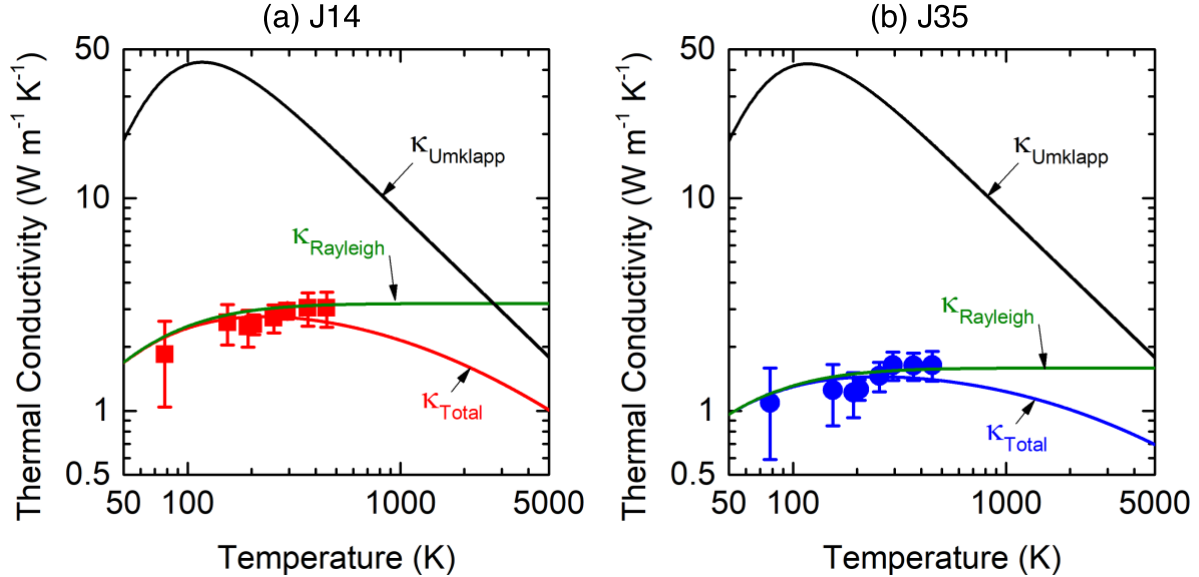 (a) J14
Thermal Conductivity (W m⁻¹ K⁻¹)
50
10
1
0.5
κUmklapp
κRayleigh
κTotal
50 100 1000 5000
Temperature (K)
(b) J35
Thermal Conductivity (W m⁻¹ K⁻¹)
50
10
1
0.5
κUmklapp
κRayleigh
κTotal
50 100 1000 5000
Temperature (K)